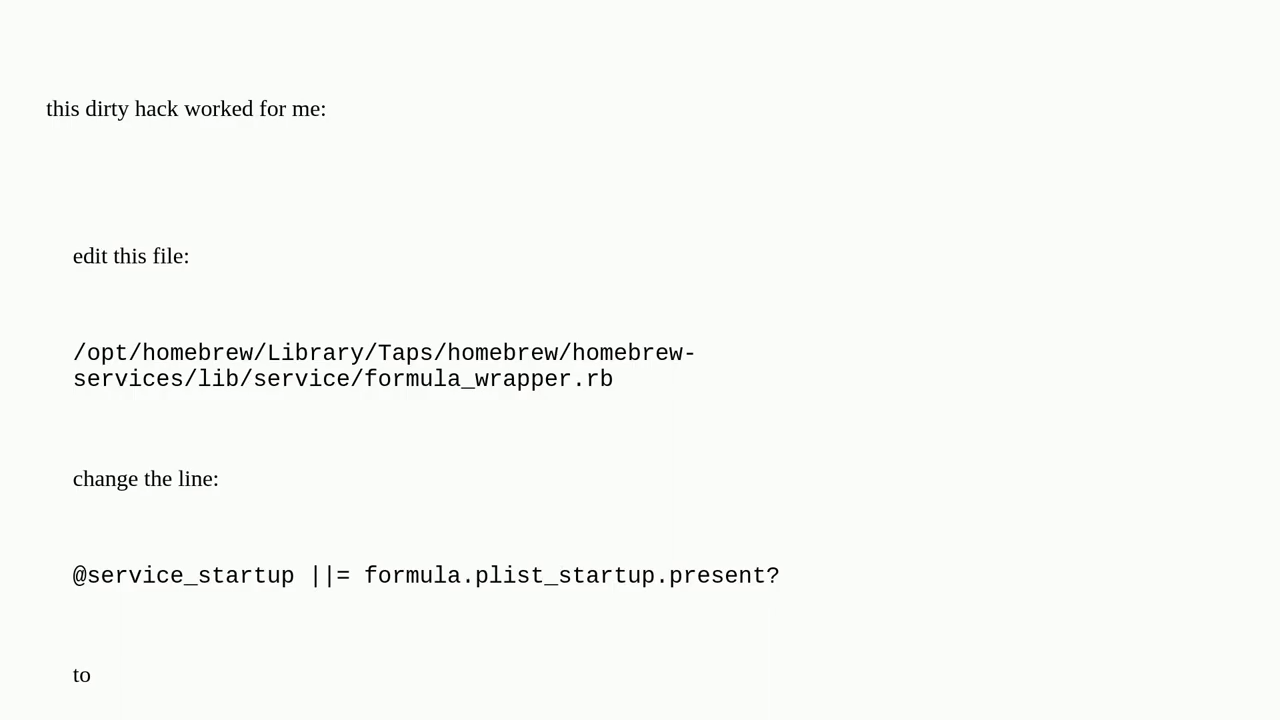 this dirty hack worked for me:
edit this file:
/opt/homebrew/Library/Taps/homebrew/homebrew-
services/lib/service/formula_wrapper.rb
change the line:
@service_startup ||= formula.plist_startup.present?
to